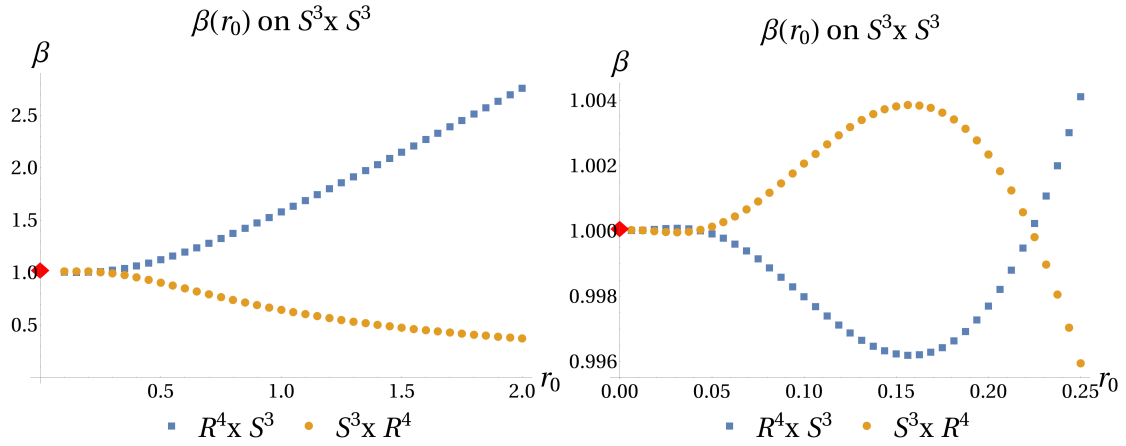 β(r₀) on S³x S³
β
2.5
2.0
1.5
1.0
0.5
0.5 1.0 1.5 2.0 r₀
R⁴x S³ S³x R⁴
β(r₀) on S³x S³
β
1.004
1.002
1.000
0.998
0.996
0.00 0.05 0.10 0.15 0.20 0.25 r₀
R⁴x S³ S³x R⁴